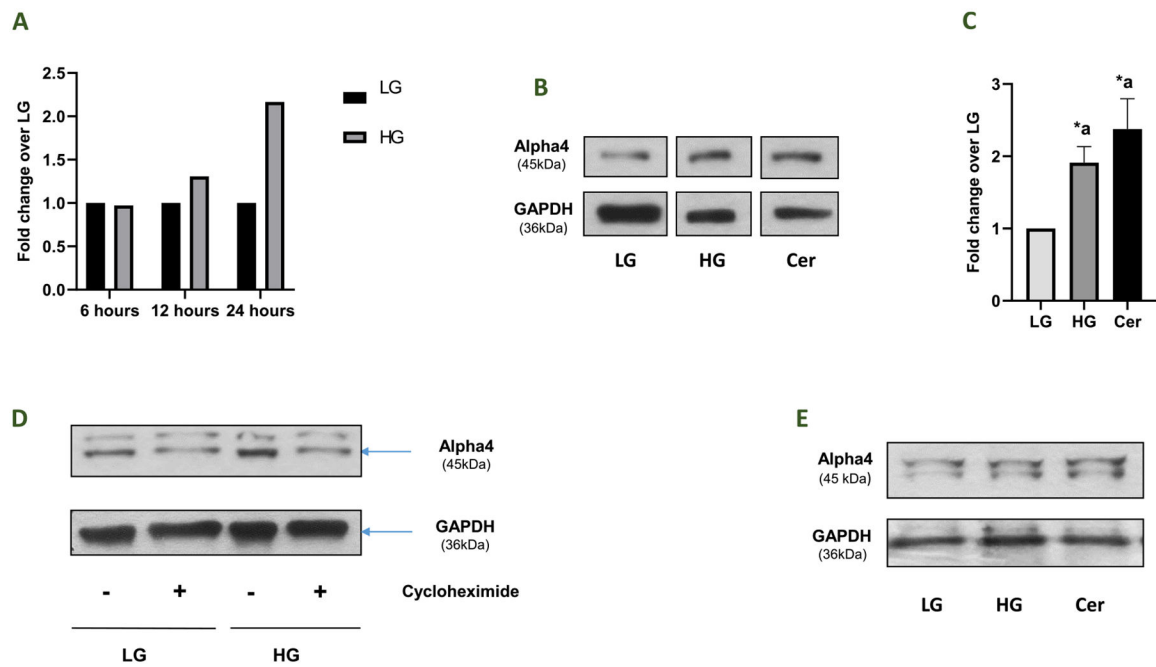 A
Fold change over LG
2.5
2.0
1.5
1.0
0.5
0.0
6 hours 12 hours 24 hours
LG
HG
B
Alpha4
(45kDa)
GAPDH
(36kDa)
LG HG Cer
C
Fold change over LG
3
2
1
0
*a
*a
LG HG Cer
D
Alpha4
(45kDa)
GAPDH
(36kDa)
- + - + Cycloheximide
LG HG
E
Alpha4
(45 kDa)
GAPDH
(36kDa)
LG HG Cer